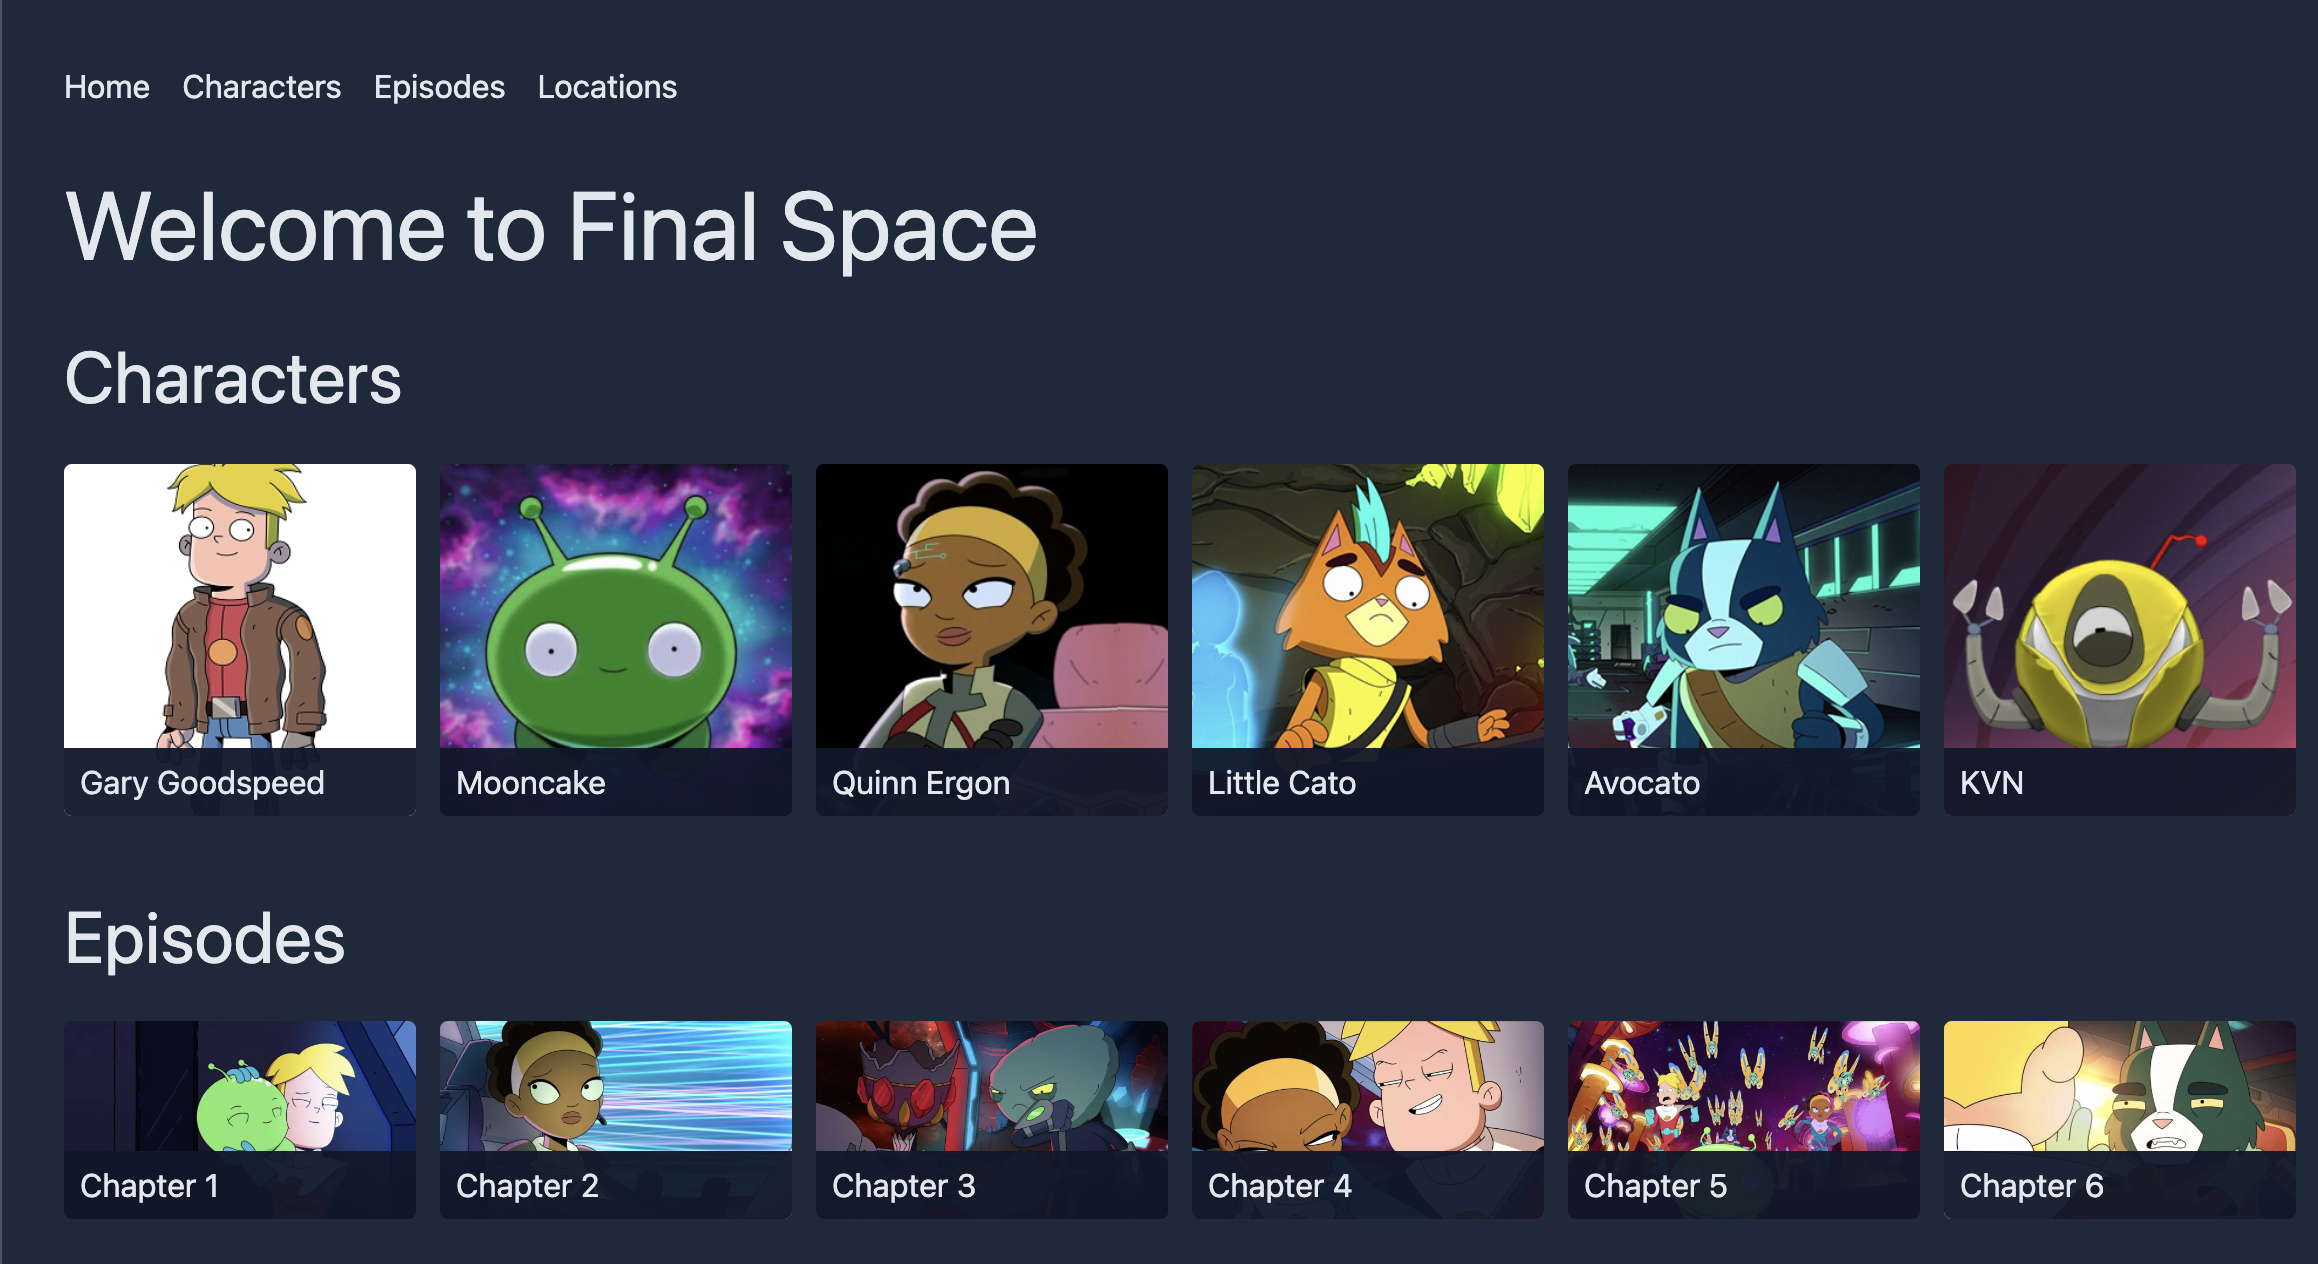 Home Characters Episodes Locations
Welcome to Final Space
Characters
Gary Goodspeed
Mooncake
Quinn Ergon
Little Cato
Avocato
KVN
Episodes
Chapter 1
Chapter 2
Chapter 3
Chapter 4
Chapter 5
Chapter 6